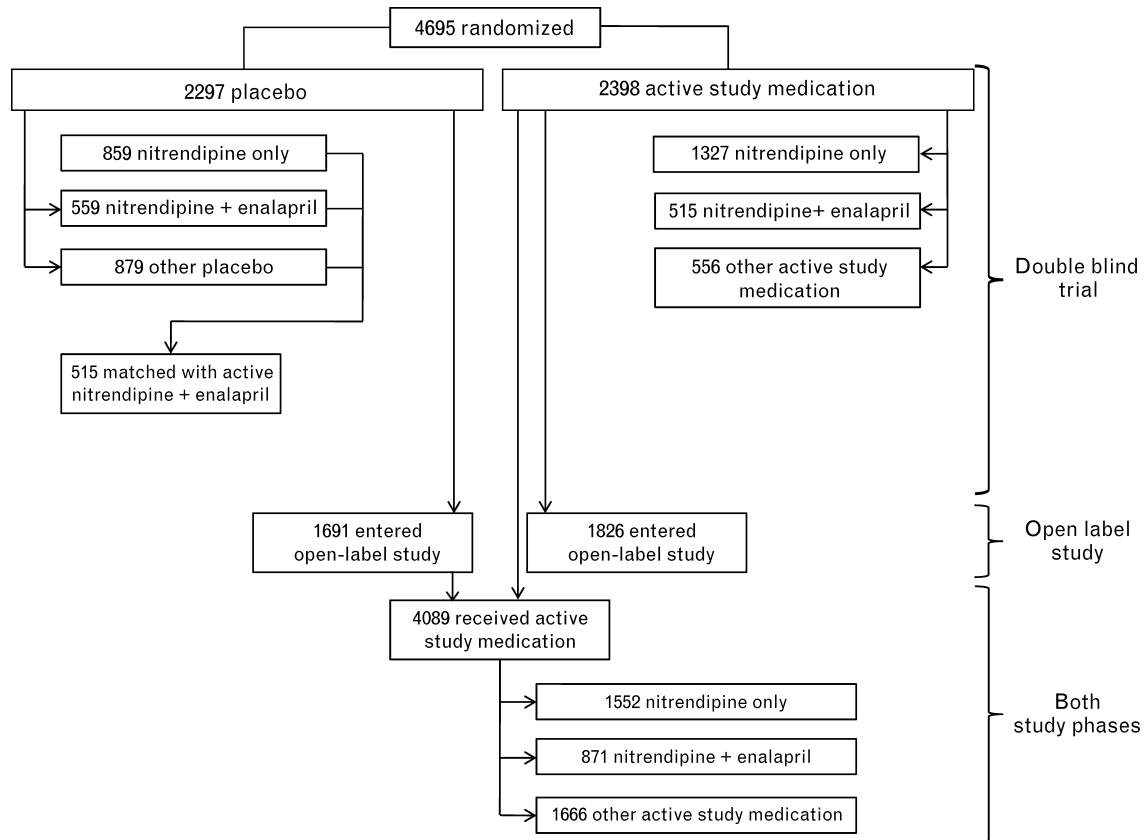 4695 randomized
2297 placebo
2398 active study medication
859 nitrendipine only
559 nitrendipine + enalapril
879 other placebo
515 matched with active
nitrendipine + enalapril
1327 nitrendipine only
515 nitrendipine+ enalapril
556 other active study
medication
Double blind
trial
1691 entered
open-label study
1826 entered
open-label study
Open label
study
4089 received active
study medication
1552 nitrendipine only
871 nitrendipine + enalapril
1666 other active study medication
Both
study phases